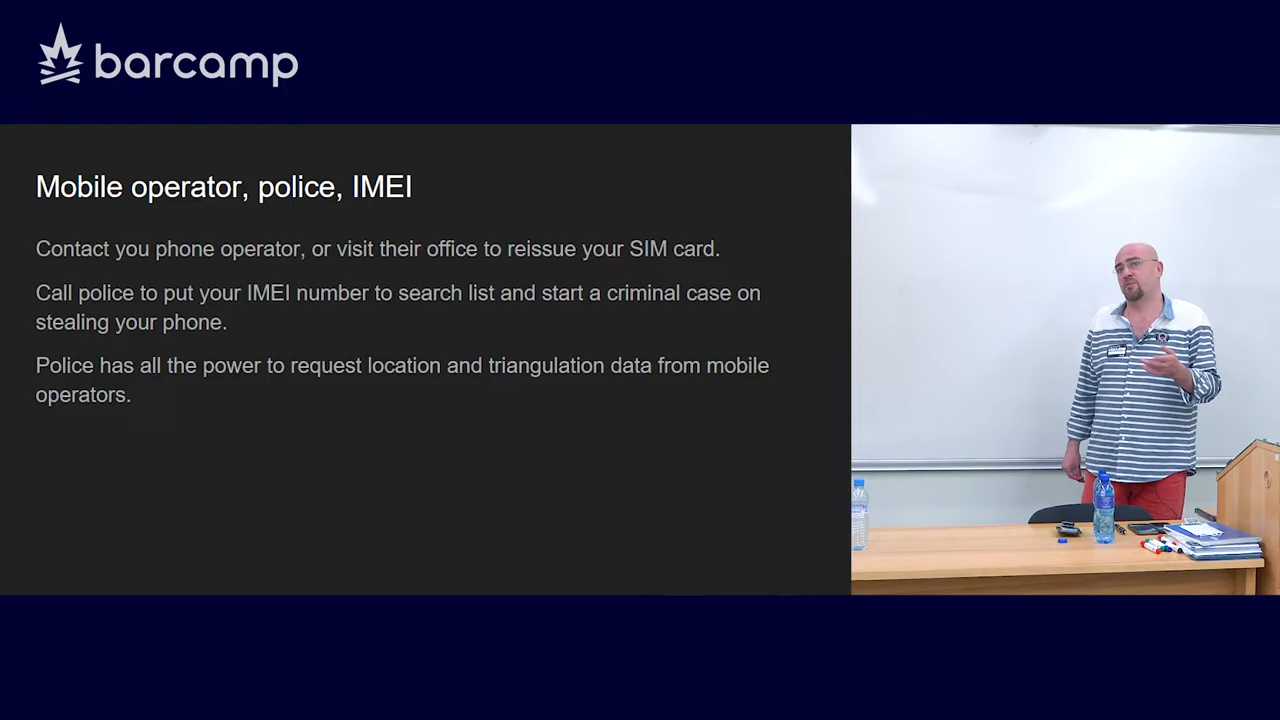 barcamp
Mobile operator, police, IMEI
Contact you phone operator, or visit their office to reissue your SIM card.
Call police to put your IMEI number to search list and start a criminal case on
stealing your phone.
Police has all the power to request location and triangulation data from mobile
operators.